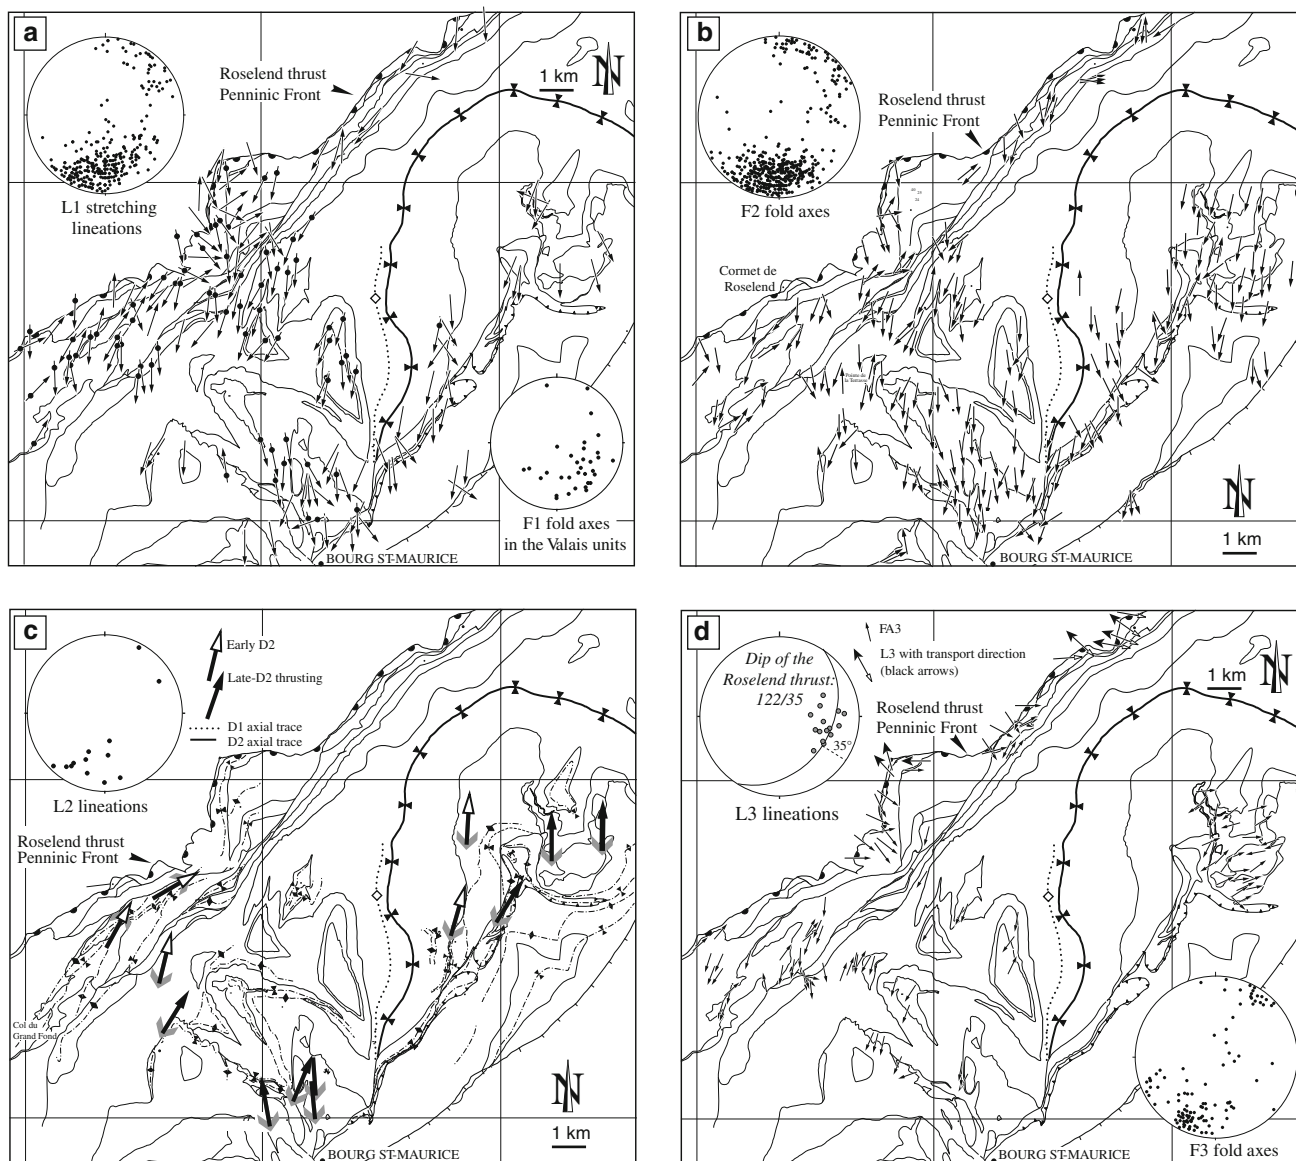 a
Roselend thrust
Penninic Front
1 km
N
L1 stretching
lineations
F1 fold axes
in the Valais units
BOURG ST-MAURICE
b
Roselend thrust
Penninic Front
F2 fold axes
Cormet de
Roselend
N
1 km
BOURG ST-MAURICE
c
Early D2
Late-D2 thrusting
D1 axial trace
D2 axial trace
L2 lineations
Roselend thrust
Penninic Front
Col du
Grand Fond
N
1 km
BOURG ST-MAURICE
d
FA3
L3 with transport direction
(black arrows)
Dip of the
Roselend thrust:
122/35
35°
1 km
N
Roselend thrust
Penninic Front
L3 lineations
F3 fold axes
BOURG ST-MAURICE